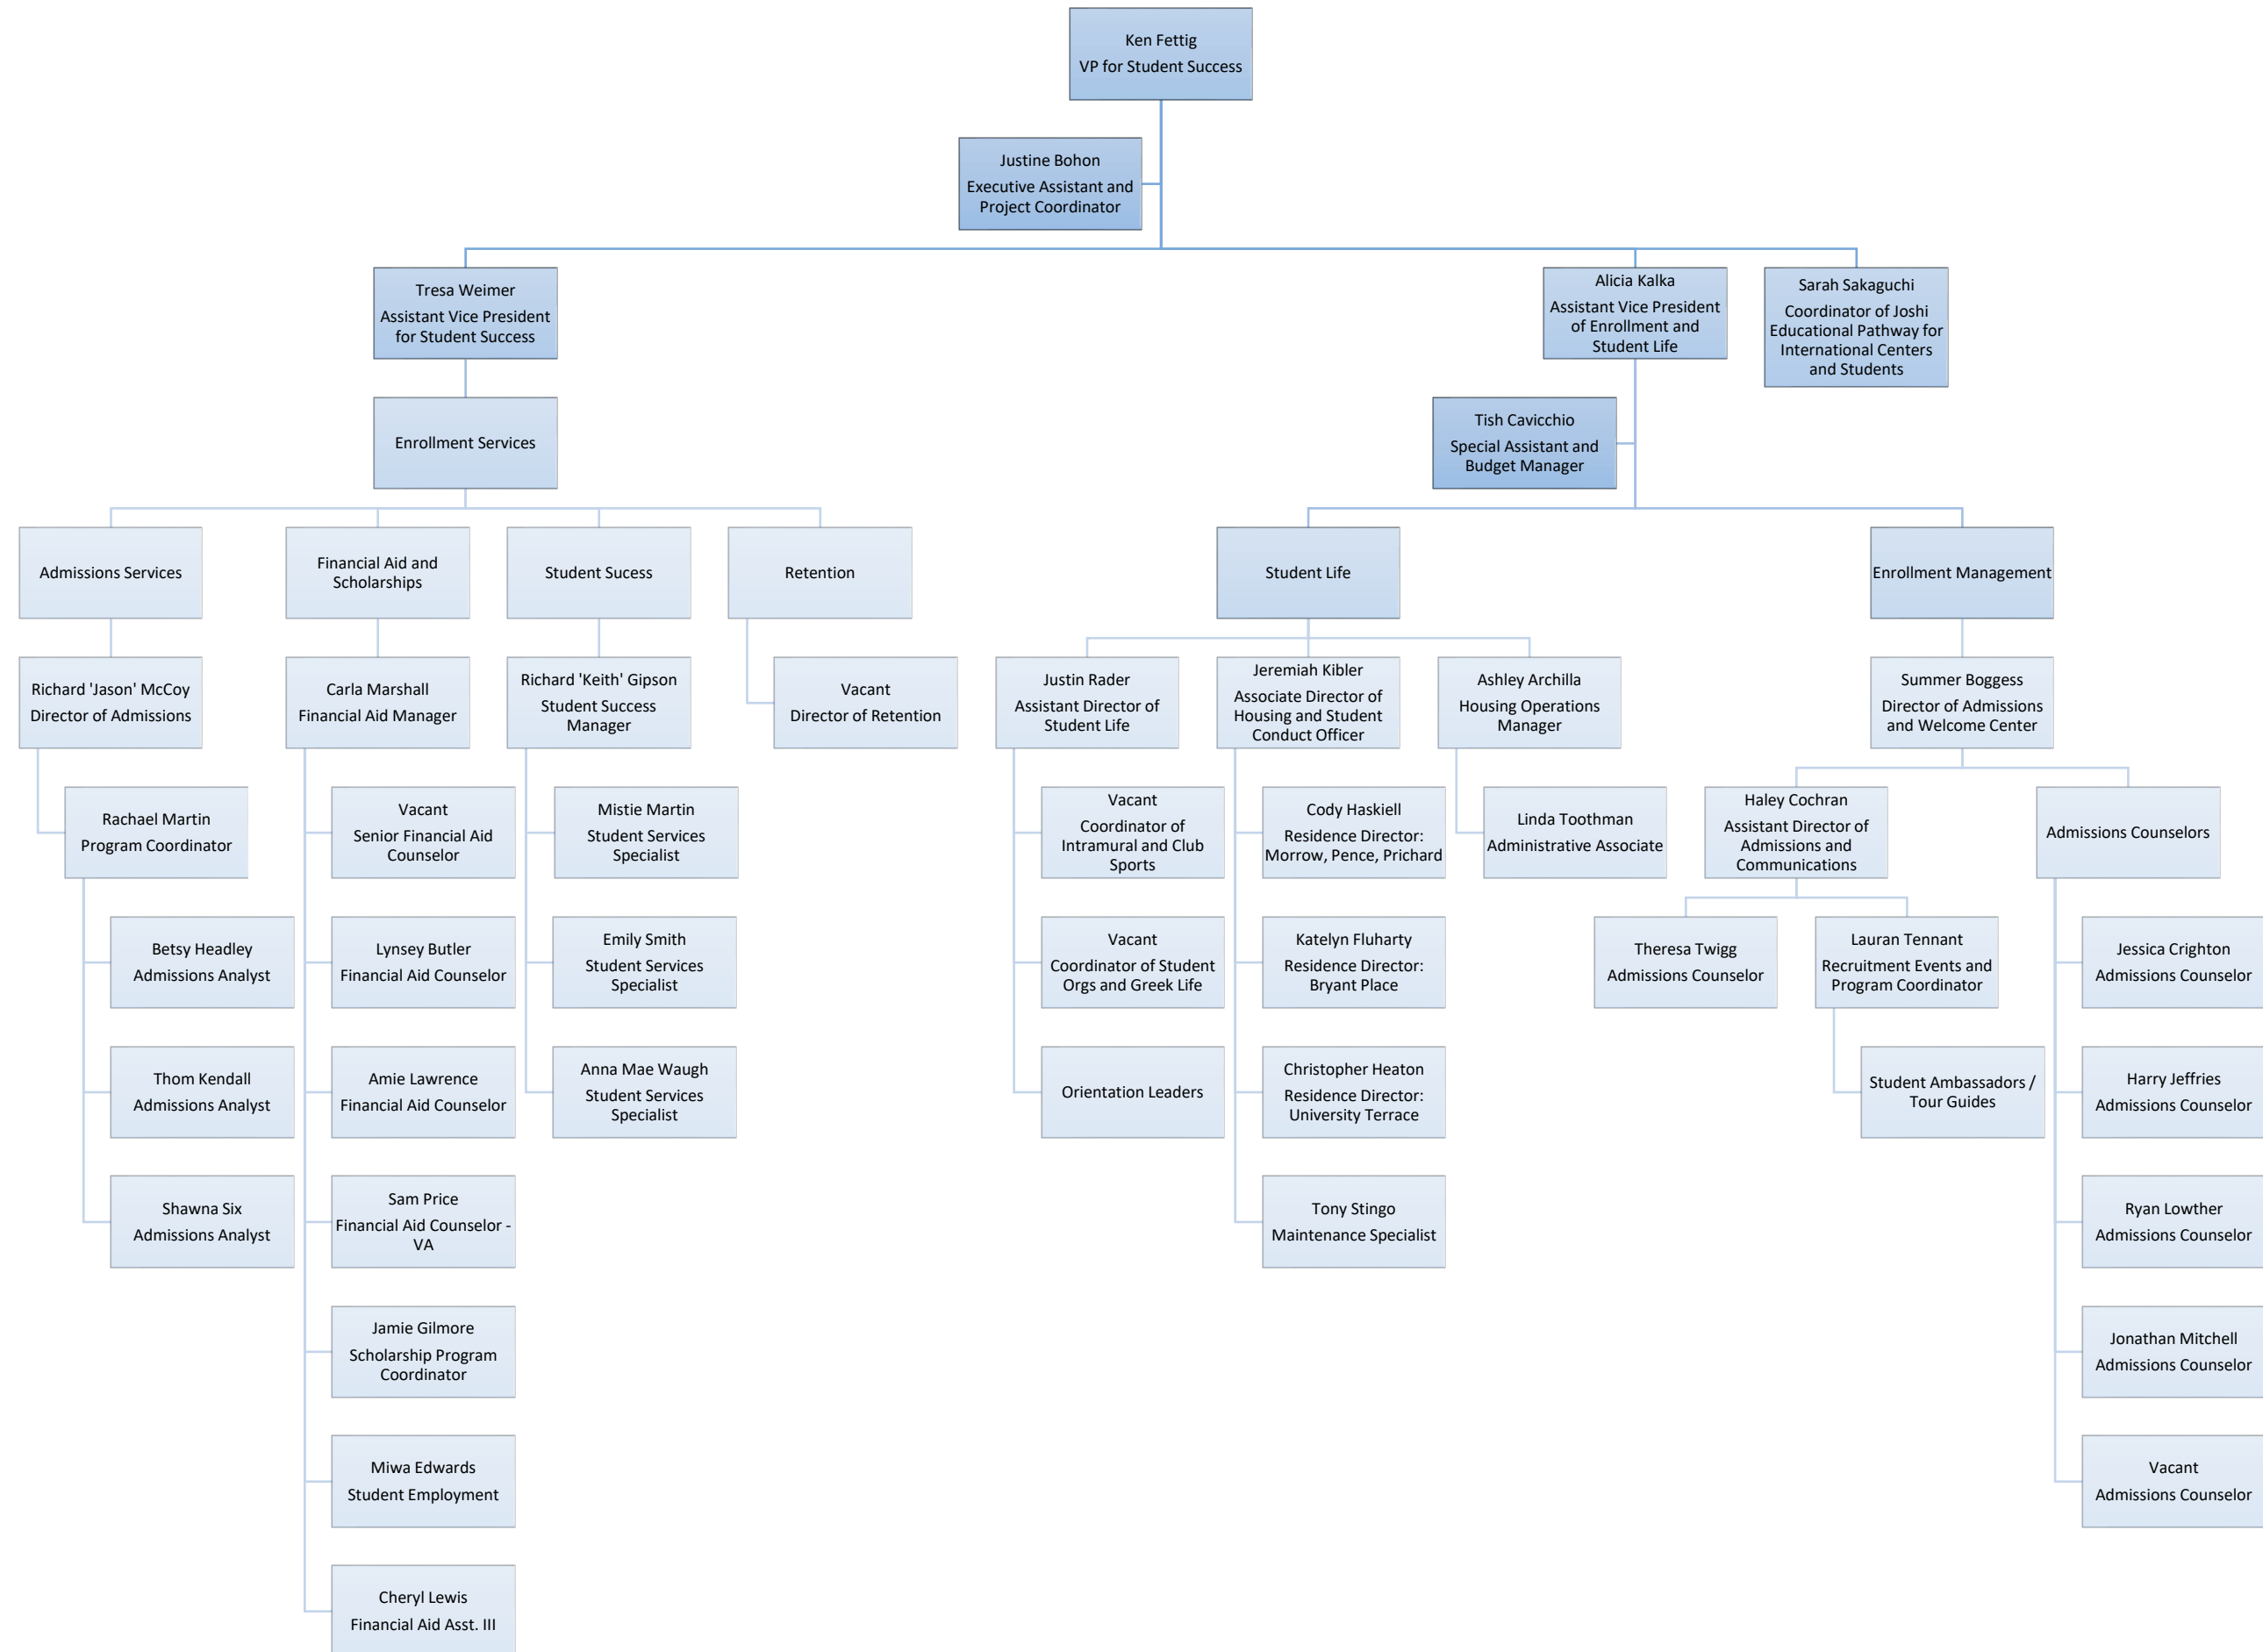 Ken Fettig
VP for Student Success
Justine Bohon
Executive Assistant and
Project Coordinator
Tresa Weimer
Assistant Vice President
for Student Success
Alicia Kalka
Assistant Vice President
of Enrollment and
Student Life
Sarah Sakaguchi
Coordinator of Joshi
Educational Pathway for
International Centers
and Students
Enrollment Services
Tish Cavicchio
Special Assistant and
Budget Manager
Admissions Services
Financial Aid and
Scholarships
Student Sucess
Retention
Student Life
Enrollment Management
Richard 'Jason' McCoy
Director of Admissions
Carla Marshall
Financial Aid Manager
Richard 'Keith' Gipson
Student Success
Manager
Vacant
Director of Retention
Justin Rader
Assistant Director of
Student Life
Jeremiah Kibler
Associate Director of
Housing and Student
Conduct Officer
Ashley Archilla
Housing Operations
Manager
Summer Boggess
Director of Admissions
and Welcome Center
Rachael Martin
Program Coordinator
Vacant
Senior Financial Aid
Counselor
Mistie Martin
Student Services
Specialist
Vacant
Coordinator of
Intramural and Club
Sports
Cody Haskiell
Residence Director:
Morrow, Pence, Prichard
Linda Toothman
Administrative Associate
Haley Cochran
Assistant Director of
Admissions and
Communications
Admissions Counselors
Betsy Headley
Admissions Analyst
Lynsey Butler
Financial Aid Counselor
Emily Smith
Student Services
Specialist
Vacant
Coordinator of Student
Orgs and Greek Life
Katelyn Fluharty
Residence Director:
Bryant Place
Theresa Twigg
Admissions Counselor
Lauran Tennant
Recruitment Events and
Program Coordinator
Jessica Crighton
Admissions Counselor
Thom Kendall
Admissions Analyst
Amie Lawrence
Financial Aid Counselor
Anna Mae Waugh
Student Services
Specialist
Orientation Leaders
Christopher Heaton
Residence Director:
University Terrace
Student Ambassadors /
Tour Guides
Harry Jeffries
Admissions Counselor
Shawna Six
Admissions Analyst
Sam Price
Financial Aid Counselor -
VA
Tony Stingo
Maintenance Specialist
Ryan Lowther
Admissions Counselor
Jamie Gilmore
Scholarship Program
Coordinator
Jonathan Mitchell
Admissions Counselor
Miwa Edwards
Student Employment
Vacant
Admissions Counselor
Cheryl Lewis
Financial Aid Asst. III